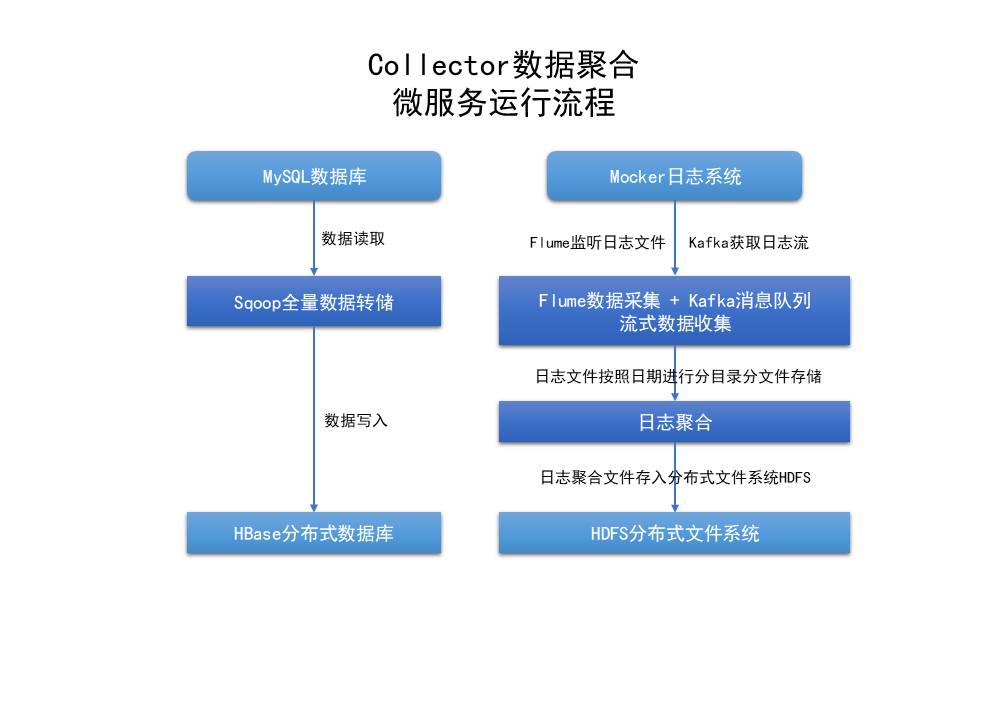 Collector数据聚合
微服务运行流程
MySQL数据库
数据读取
Sqoop全量数据转储
数据写入
HBase分布式数据库
Mocker日志系统
Flume监听日志文件
Kafka获取日志流
Flume数据采集 + Kafka消息队列
流式数据收集
日志文件按照日期进行分目录分文件存储
日志聚合
日志聚合文件存入分布式文件系统HDFS
HDFS分布式文件系统